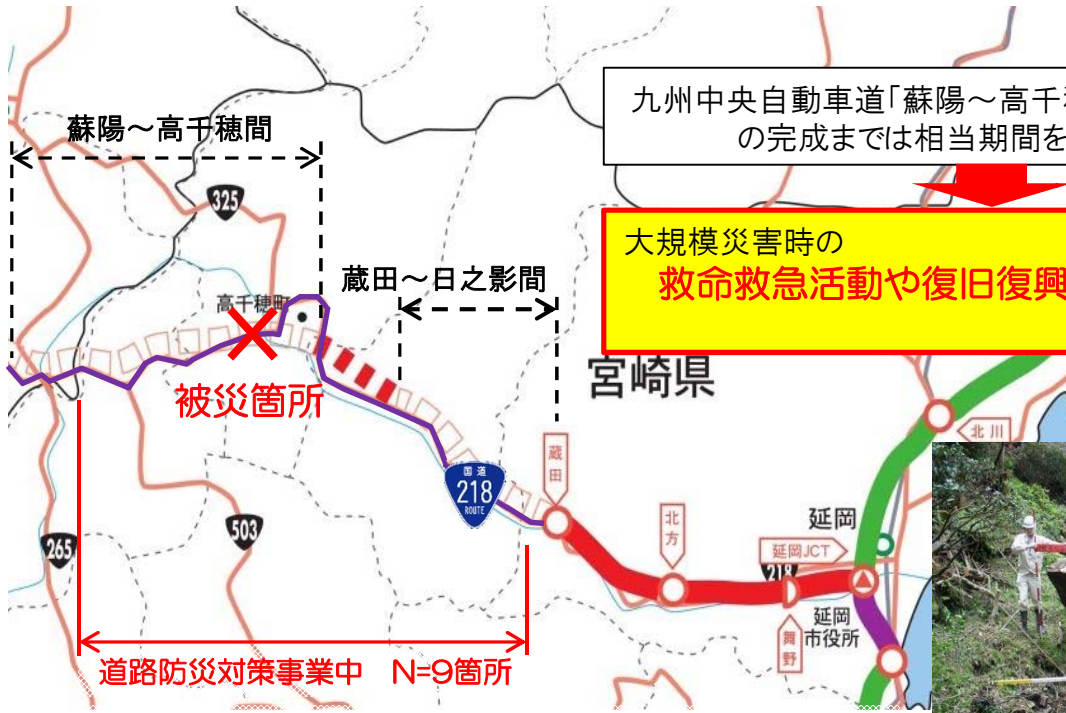 九州中央自動車道「蘇陽～高千穂
の完成までは相当期間を
大規模災害時の
救命救急活動や復旧復興
蘇陽～高千穂間
325
高千穂町
蔵田～日之影間
被災箇所
宮崎県
北川
蔵田
国道
218
ROUTE
北方
延岡
延岡JCT
218
265
503
舞野
延岡
市役所
道路防災対策事業中 N=9箇所